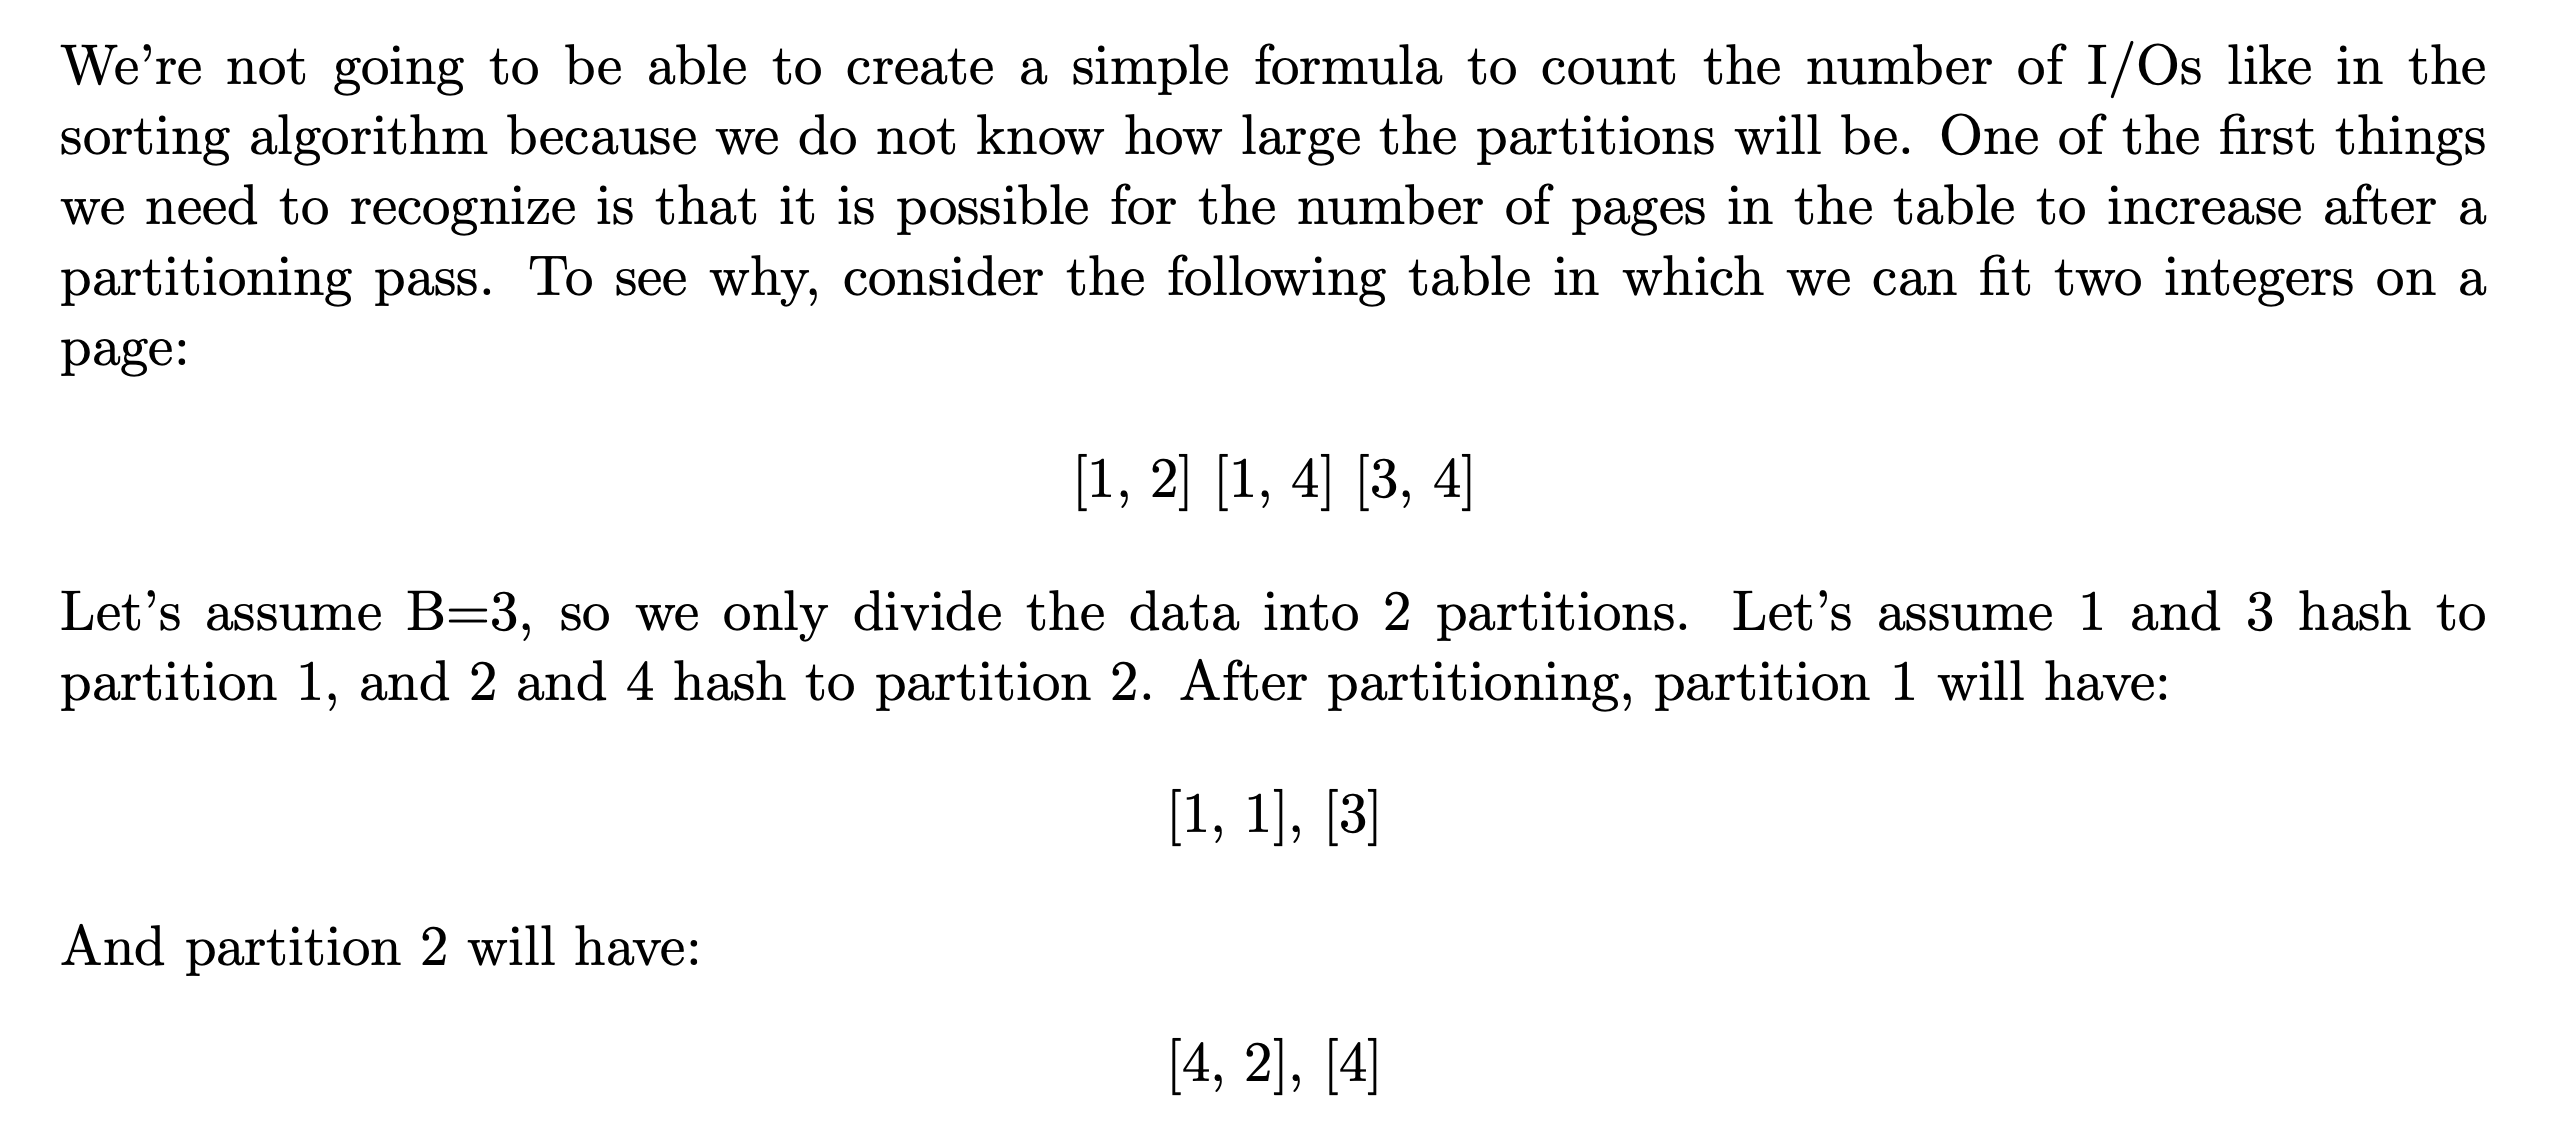 We're not going to be able to create a simple formula to count the number of I/Os like in the
sorting algorithm because we do not know how large the partitions will be. One of the first things
we need to recognize is that it is possible for the number of pages in the table to increase after a
partitioning pass. To see why, consider the following table in which we can fit two integers on a
page:
[1, 2] [1, 4] [3, 4]
Let's assume B=3, so we only divide the data into 2 partitions. Let's assume 1 and 3 hash to
partition 1, and 2 and 4 hash to partition 2. After partitioning, partition 1 will have:
[1, 1], [3]
And partition 2 will have:
[4, 2], [4]